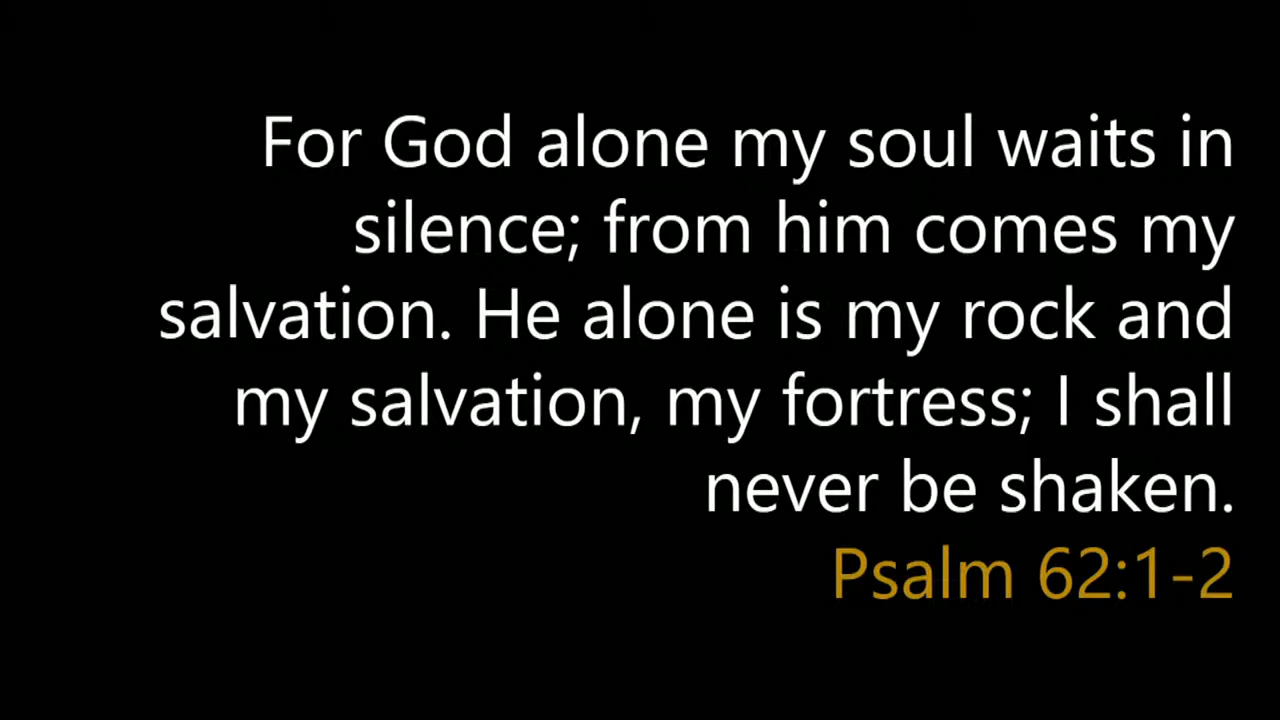 For God alone my soul waits in
silence; from him comes my
salvation. He alone is my rock and
my salvation, my fortress; I shall
never be shaken.
Psalm 62:1-2